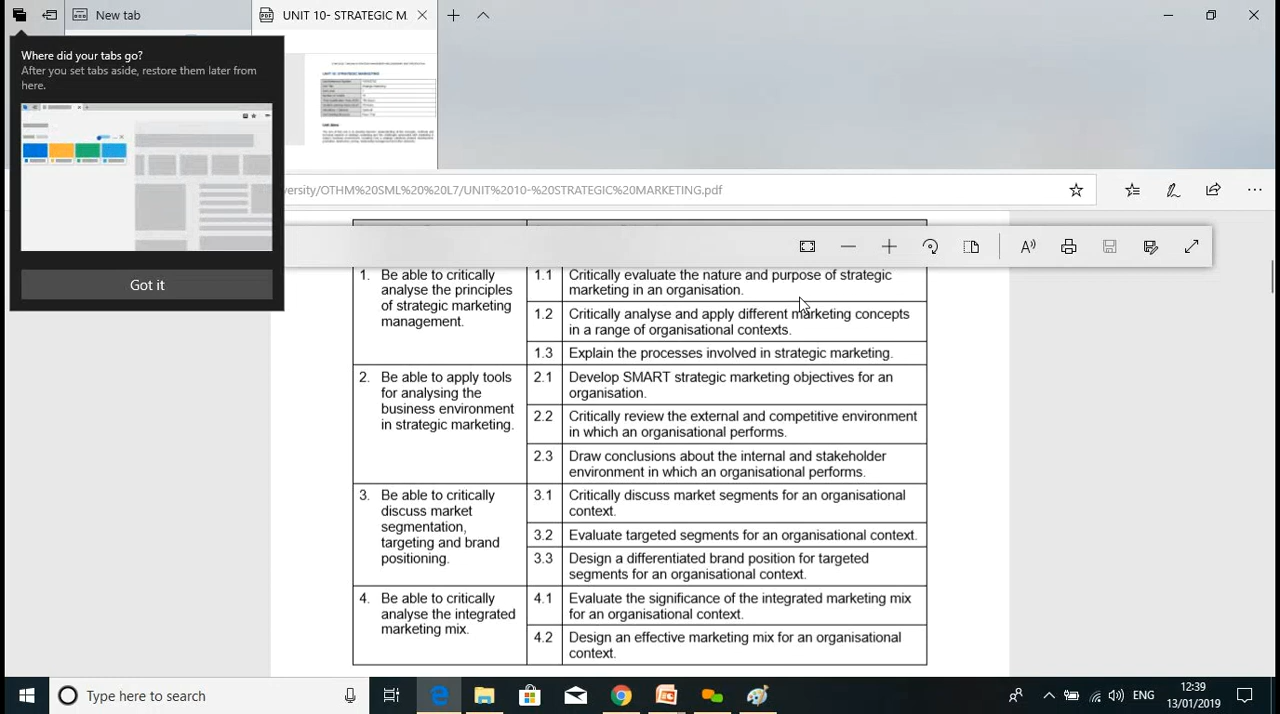 New tab
UNIT 10- STRATEGIC M.
Where did your tabs go?
After you set tabs aside, restore them later from
here.
Got it
versity/OTHM%20SML%20%20L7/UNIT%2010-%20STRATEGIC%20MARKETING.pdf
1. Be able to critically
analyse the principles
of strategic marketing
management.
1.1 Critically evaluate the nature and purpose of strategic
marketing in an organisation.
1.2 Critically analyse and apply different marketing concepts
in a range of organisational contexts.
1.3 Explain the processes involved in strategic marketing.
2. Be able to apply tools
for analysing the
business environment
in strategic marketing.
2.1 Develop SMART strategic marketing objectives for an
organisation.
2.2 Critically review the external and competitive environment
in which an organisational performs.
2.3 Draw conclusions about the internal and stakeholder
environment in which an organisational performs.
3. Be able to critically
discuss market
segmentation,
targeting and brand
positioning.
3.1 Critically discuss market segments for an organisational
context.
3.2 Evaluate targeted segments for an organisational context.
3.3 Design a differentiated brand position for targeted
segments for an organisational context.
4. Be able to critically
analyse the integrated
marketing mix.
4.1 Evaluate the significance of the integrated marketing mix
for an organisational context.
4.2 Design an effective marketing mix for an organisational
context.
Type here to search
ENG
12:39
13/01/2019